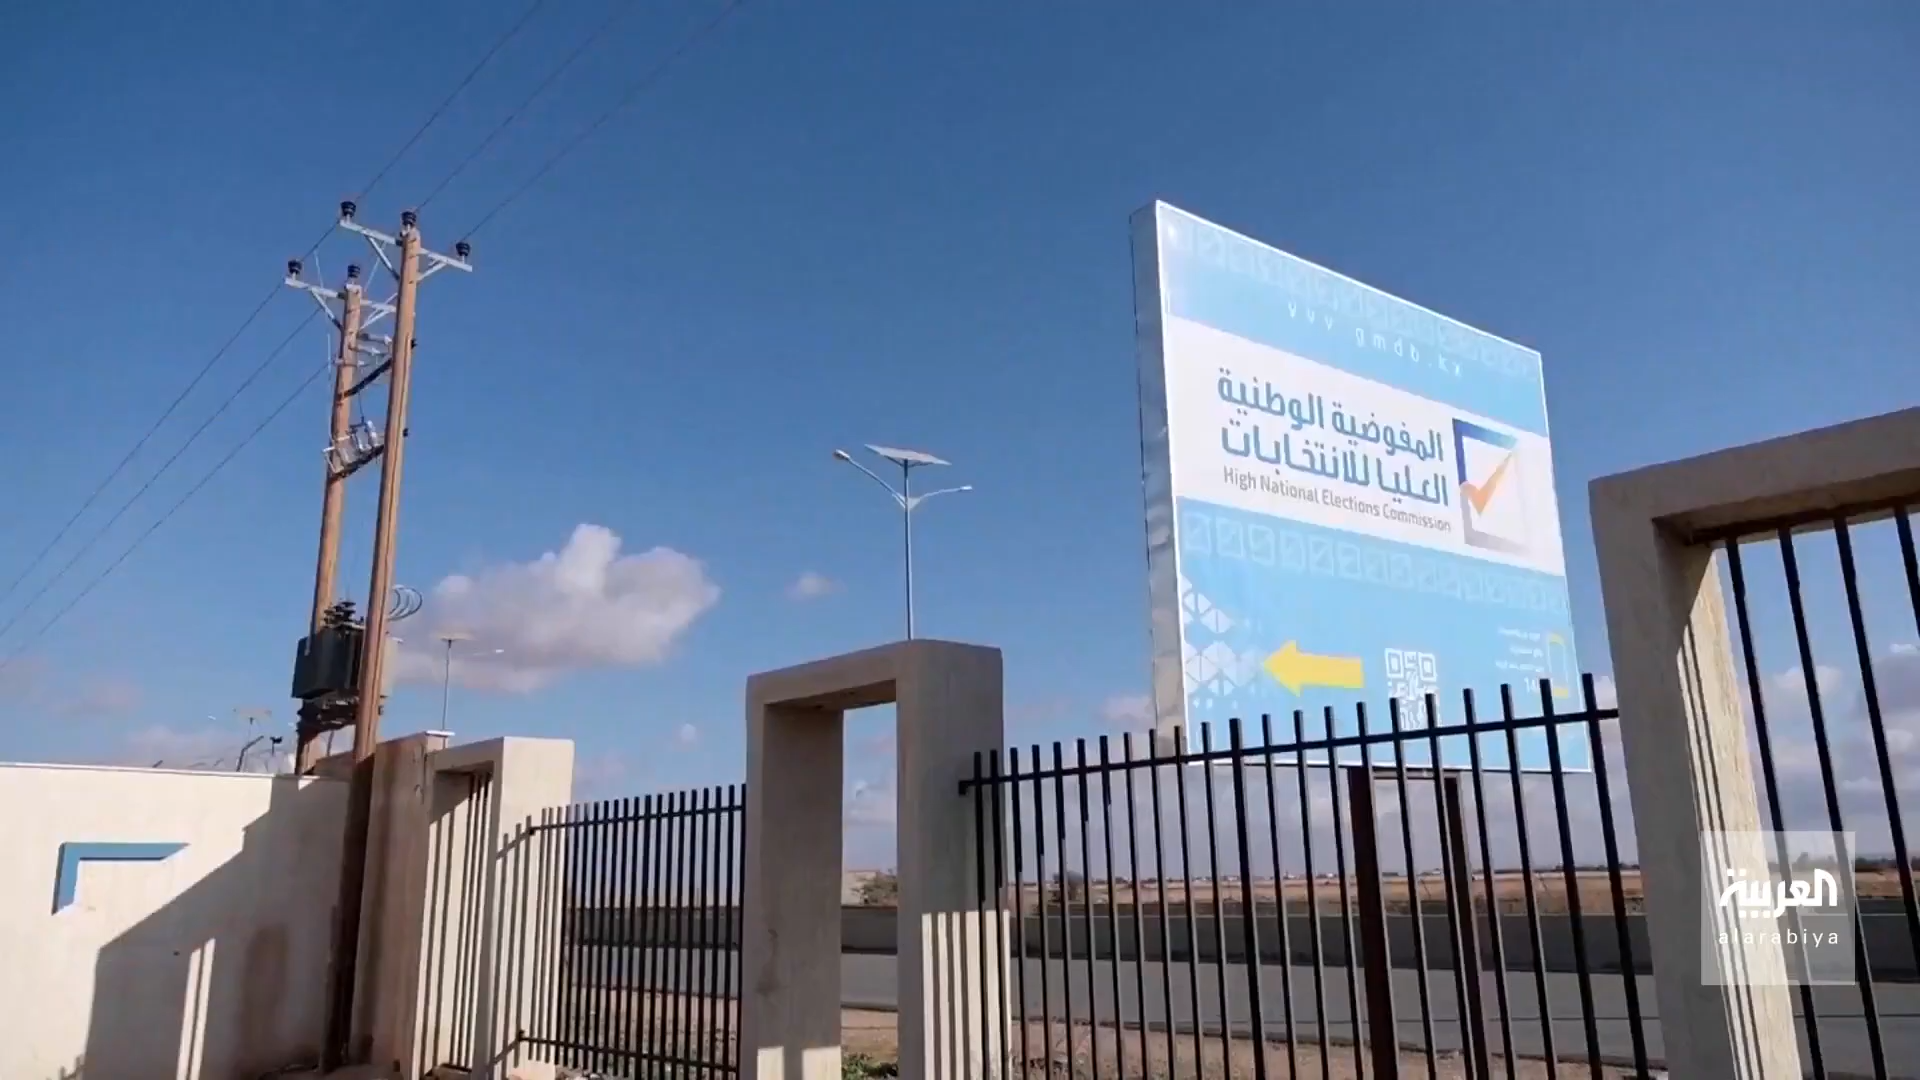 المفوضية الوطنية
العليا للانتخابات
High National Elections Commission
العربية
alarabiya